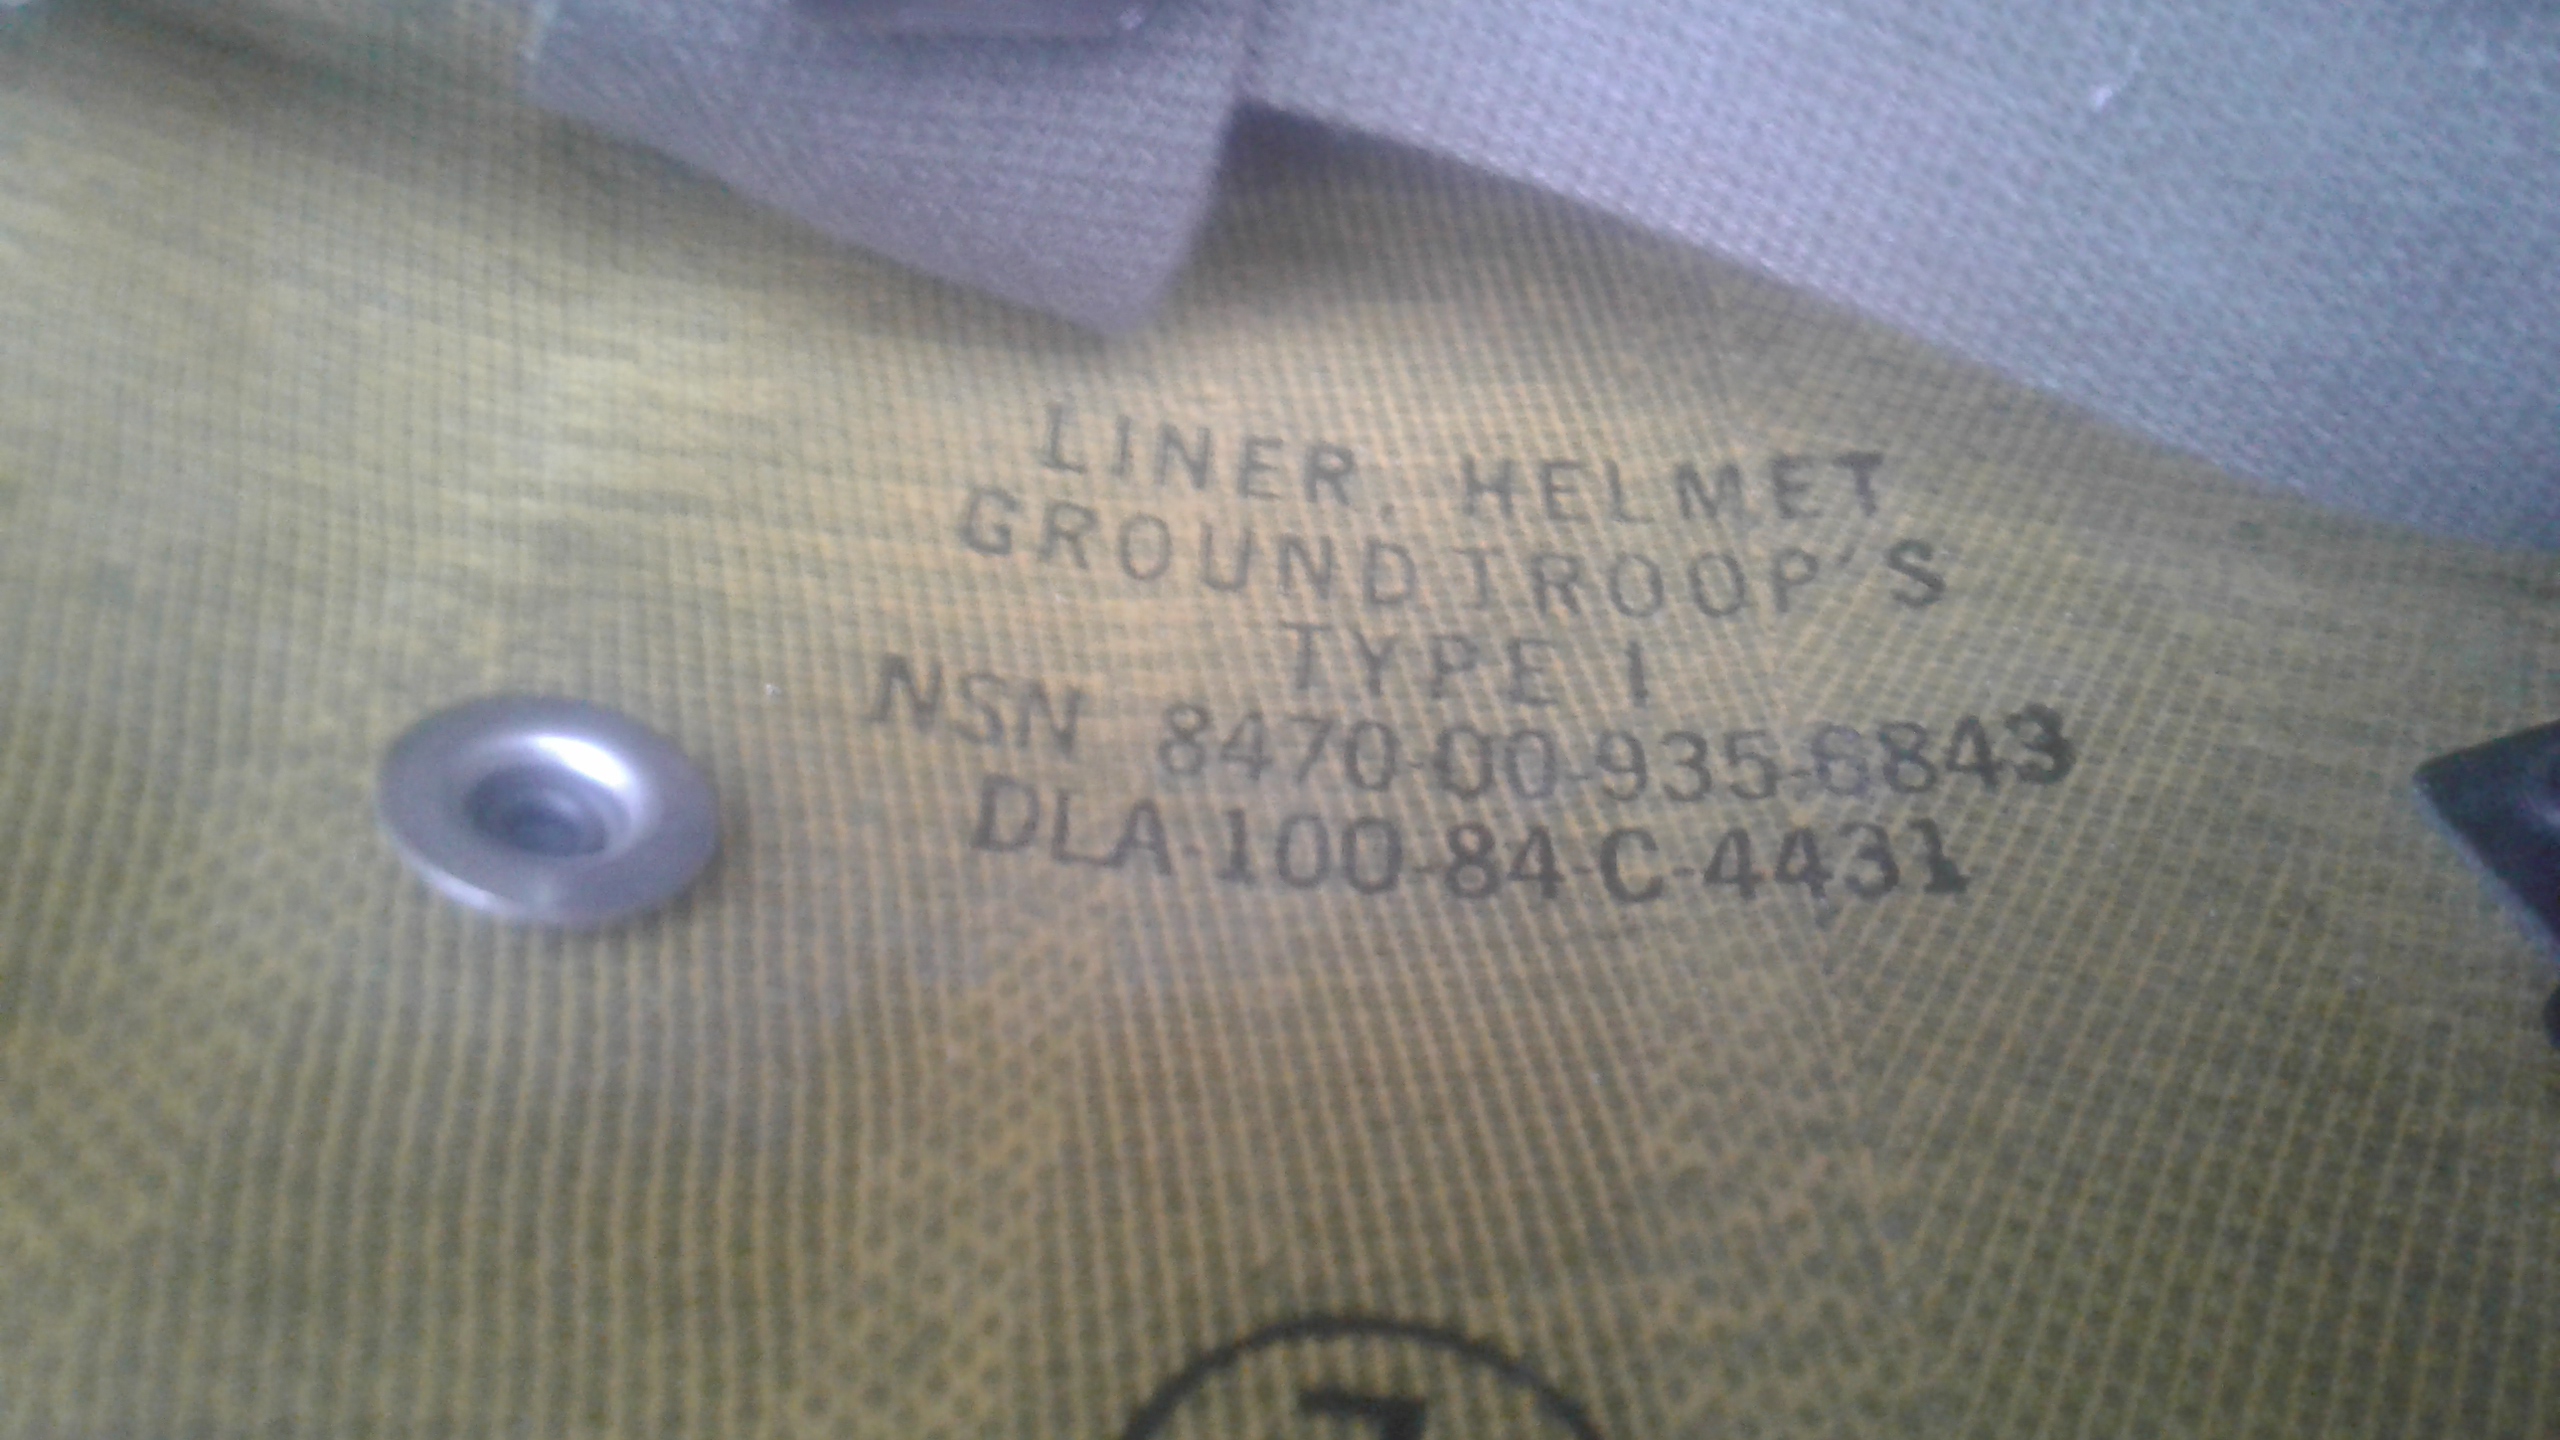 LINER, HELMET
GROUND TROOP'S
TYPE I
NSN 8470-00-935-6843
DLA-100-84-C-4431